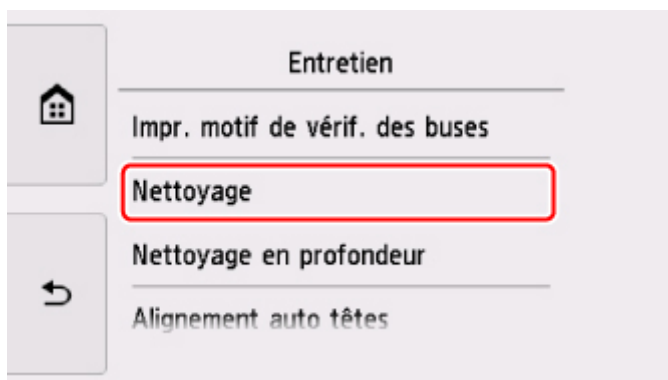 Entretien
Impr. motif de vérif. des buses
Nettoyage
Nettoyage en profondeur
Alignement auto têtes